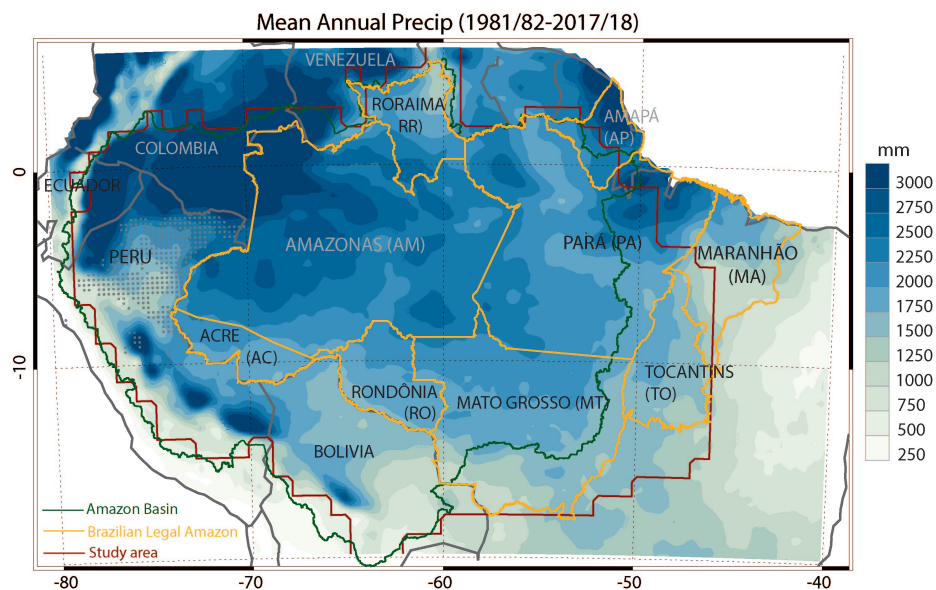 Mean Annual Precip (1981/82-2017/18)
VENEZUELA
RORAIMA
RR)
AMAPÁ
(AP)
COLOMBIA
mm
0
ECUADOR
3000
2750
2500
2250
2000
1750
1500
1250
1000
750
500
250
PERU
AMAZONAS (AM)
PARÁ (PA)
MARANHÃO
(MA)
ACRE
(AC)
-10
RONDÔNIA
(RO)
MATO GROSSO (MT
TOCANTINS
(TO)
BOLIVIA
Amazon Basin
Brazilian Legal Amazon
Study area
-80
-70
-60
-50
-40